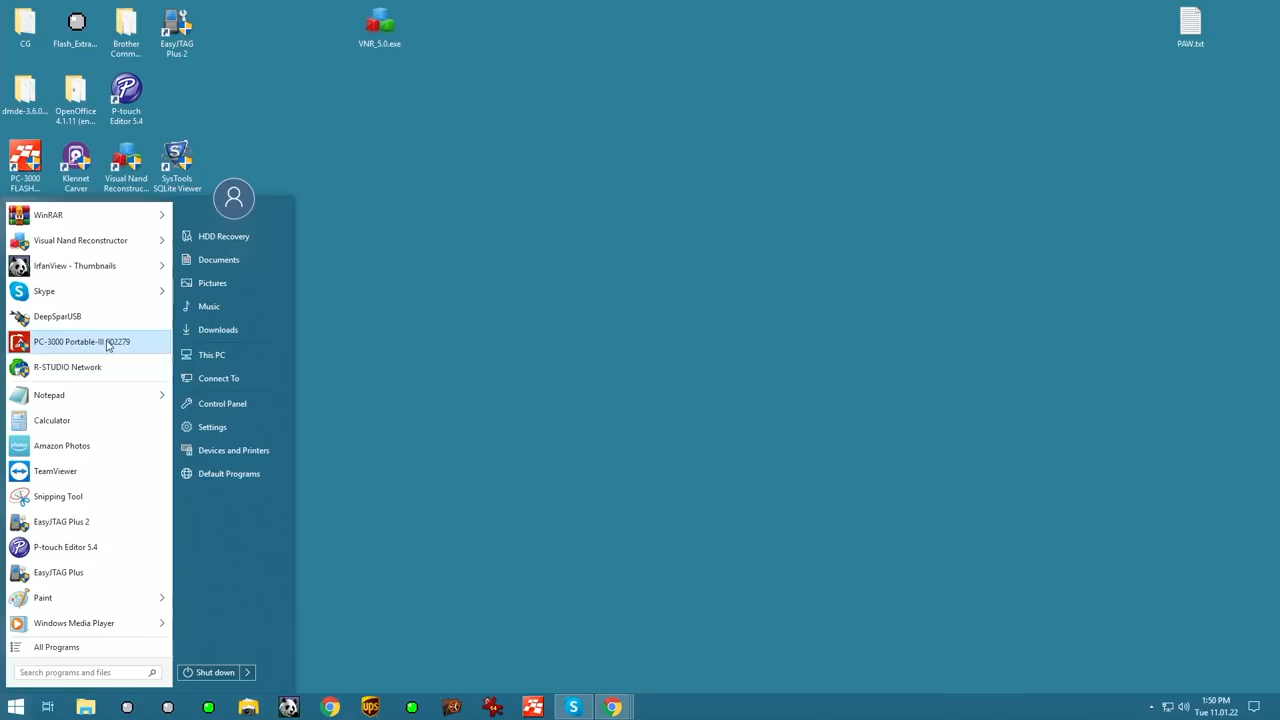 CG
Flash_Extra...
Brother
Comm...
EasyJTAG
Plus 2
VNR_5.0.exe
PAW.txt
dmde-3.6.0...
OpenOffice
4.1.11 (en...
P-touch
Editor 5.4
PC-3000
FLASH...
Klennet
Carver
Visual Nand
Reconstruc...
SysTools
SQLite Viewer
WinRAR
Visual Nand Reconstructor
IrfanView - Thumbnails
Skype
DeepSparUSB
PC-3000 Portable-III 02279
R-STUDIO Network
Notepad
Calculator
Amazon Photos
TeamViewer
Snipping Tool
EasyJTAG Plus 2
P-touch Editor 5.4
EasyJTAG Plus
Paint
Windows Media Player
All Programs
Search programs and files
HDD Recovery
Documents
Pictures
Music
Downloads
This PC
Connect To
Control Panel
Settings
Devices and Printers
Default Programs
Shut down
1:50 PM
Tue 11.01.22